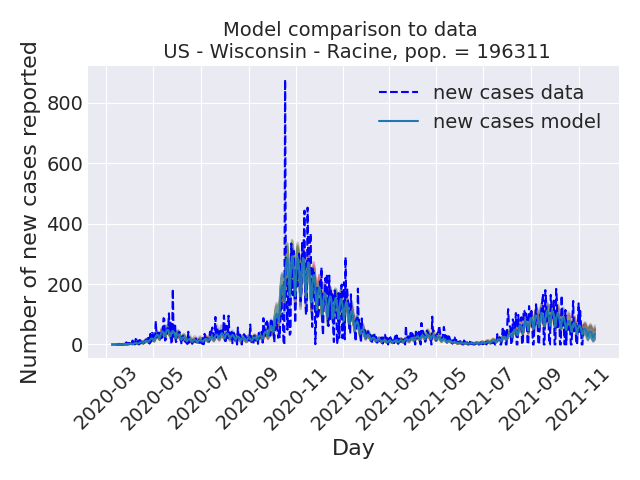 Model comparison to data
US - Wisconsin - Racine, pop. = 196311
Number of new cases reported
800
600
400
200
0
new cases data
new cases model
2020-03
2020-05
2020-07
2020-09
2020-11
2021-01
2021-03
2021-05
2021-07
2021-09
2021-11
Day